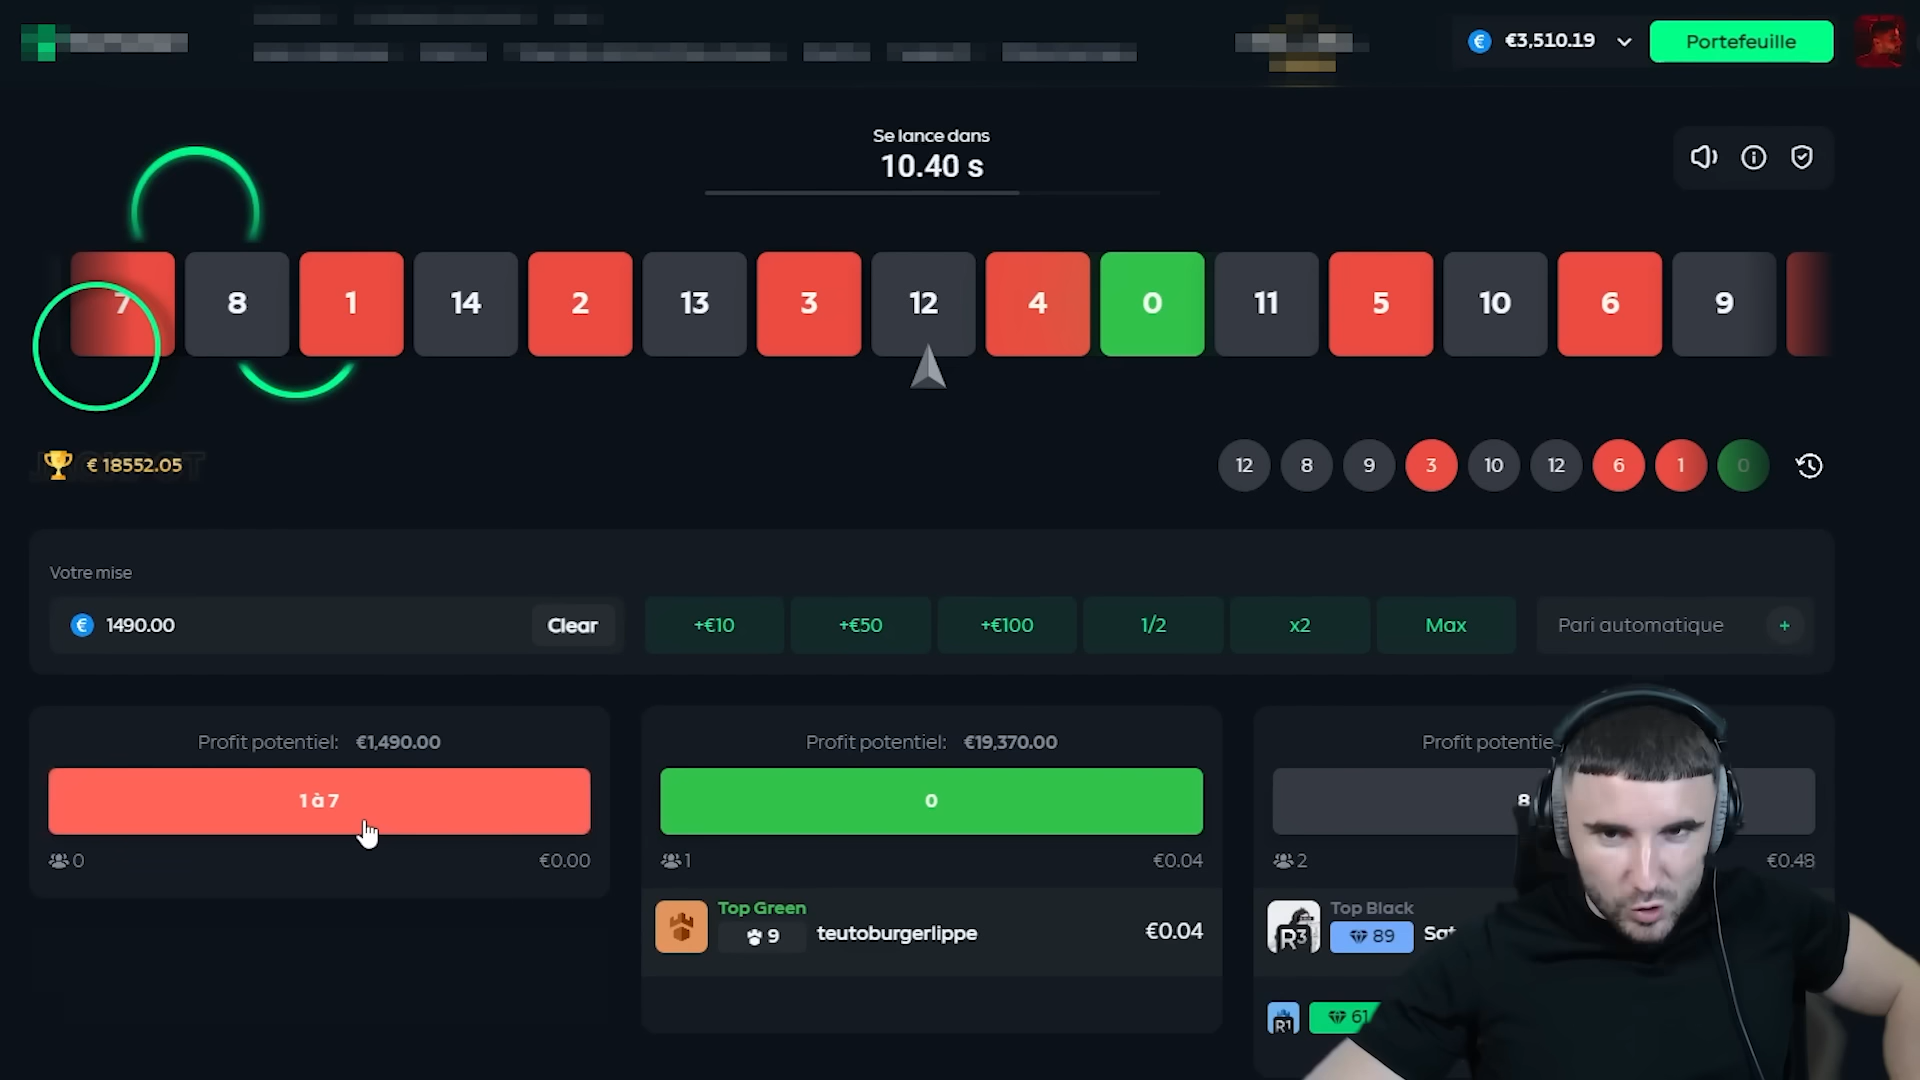 € €3,510.19
Portefeuille
Se lance dans
10.40 s
7 8 1 14 2 13 3 12 4 0 11 5 10 6 9
€ 18552.05
12 8 9 3 10 12 6 1 0
Votre mise
€ 1490.00 Clear +€10 +€50 +€100 1/2 x2 Max Pari automatique +
Profit potentiel: €1,490.00
1 à 7
0 €0.00
Profit potentiel: €19,370.00
0
1 €0.04
Top Green
9 teutoburgerlippe €0.04
Profit potentie
8
2 €0.48
Top Black
R3 89 Sat
R1 61